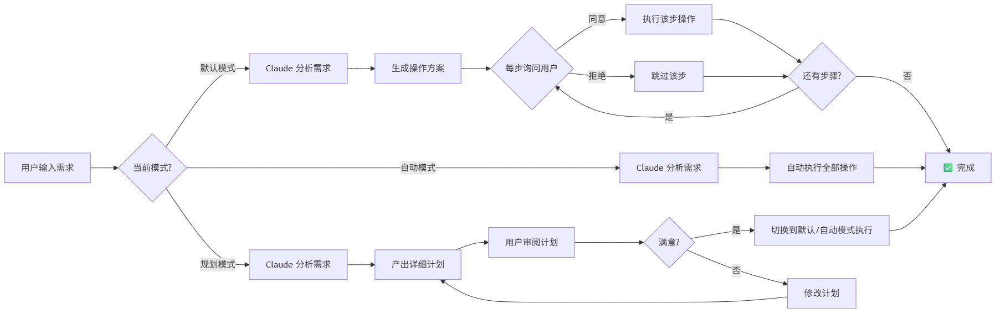 用户输入需求
当前模式?
默认模式
Claude 分析需求
生成操作方案
每步询问用户
同意
执行该步操作
拒绝
跳过该步
还有步骤?
是
否
自动模式
Claude 分析需求
自动执行全部操作
✅ 完成
规划模式
Claude 分析需求
产出详细计划
用户审阅计划
满意?
是
切换到默认/自动模式执行
否
修改计划